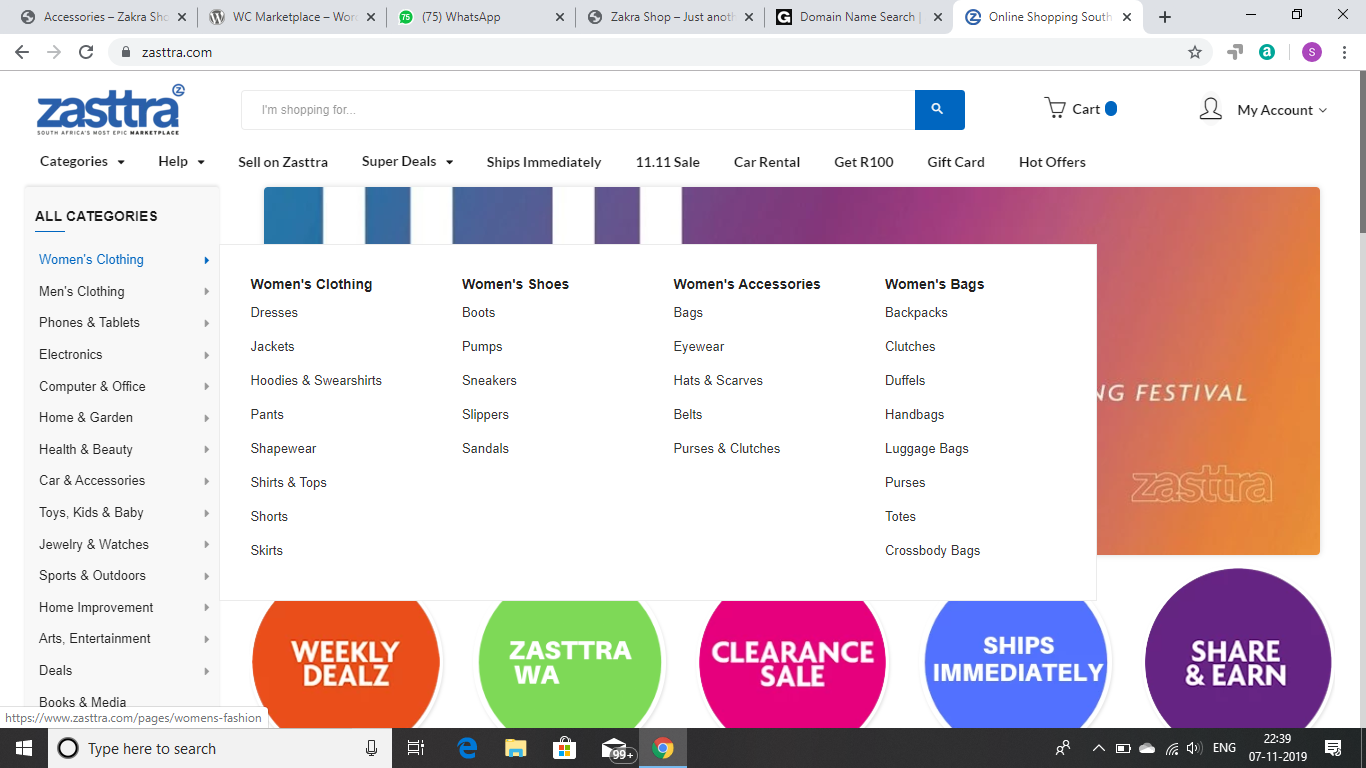 Accessories – Zakra Sho
WC Marketplace – Wor
(75) WhatsApp
Zakra Shop – Just anoth
Domain Name Search |
Online Shopping South
zasttra.com
zasttra
SOUTH AFRICA'S MOST EPIC MARKETPLACE
I'm shopping for...
Cart
My Account
Categories
Help
Sell on Zasttra
Super Deals
Ships Immediately
11.11 Sale
Car Rental
Get R100
Gift Card
Hot Offers
ALL CATEGORIES
Women's Clothing
Men's Clothing
Phones & Tablets
Electronics
Computer & Office
Home & Garden
Health & Beauty
Car & Accessories
Toys, Kids & Baby
Jewelry & Watches
Sports & Outdoors
Home Improvement
Arts, Entertainment
Deals
Books & Media
Women's Clothing
Dresses
Jackets
Hoodies & Swearshirts
Pants
Shapewear
Shirts & Tops
Shorts
Skirts
Women's Shoes
Boots
Pumps
Sneakers
Slippers
Sandals
Women's Accessories
Bags
Eyewear
Hats & Scarves
Belts
Purses & Clutches
Women's Bags
Backpacks
Clutches
Duffels
Handbags
Luggage Bags
Purses
Totes
Crossbody Bags
NG FESTIVAL
zasttra
WEEKLY
DEALZ
ZASTTRA
WA
CLEARANCE
SALE
SHIPS
IMMEDIATELY
SHARE
& EARN
https://www.zasttra.com/pages/womens-fashion
Type here to search
99+
ENG
22:39
07-11-2019